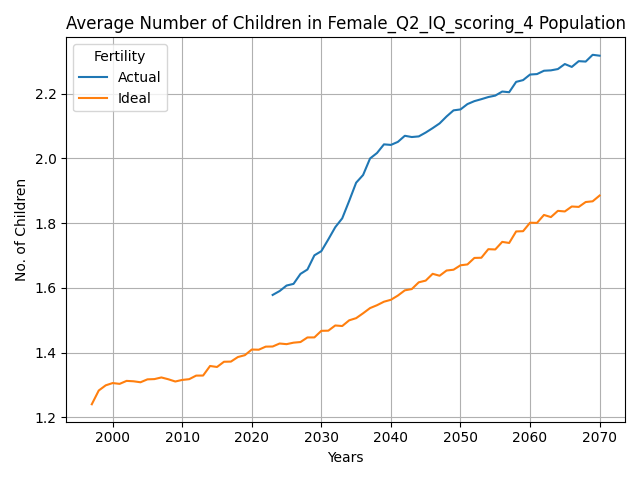 Average Number of Children in Female_Q2_IQ_scoring_4 Population
Fertility
Actual
Ideal
No. of Children
2.2
2.0
1.8
1.6
1.4
1.2
2000 2010 2020 2030 2040 2050 2060 2070
Years